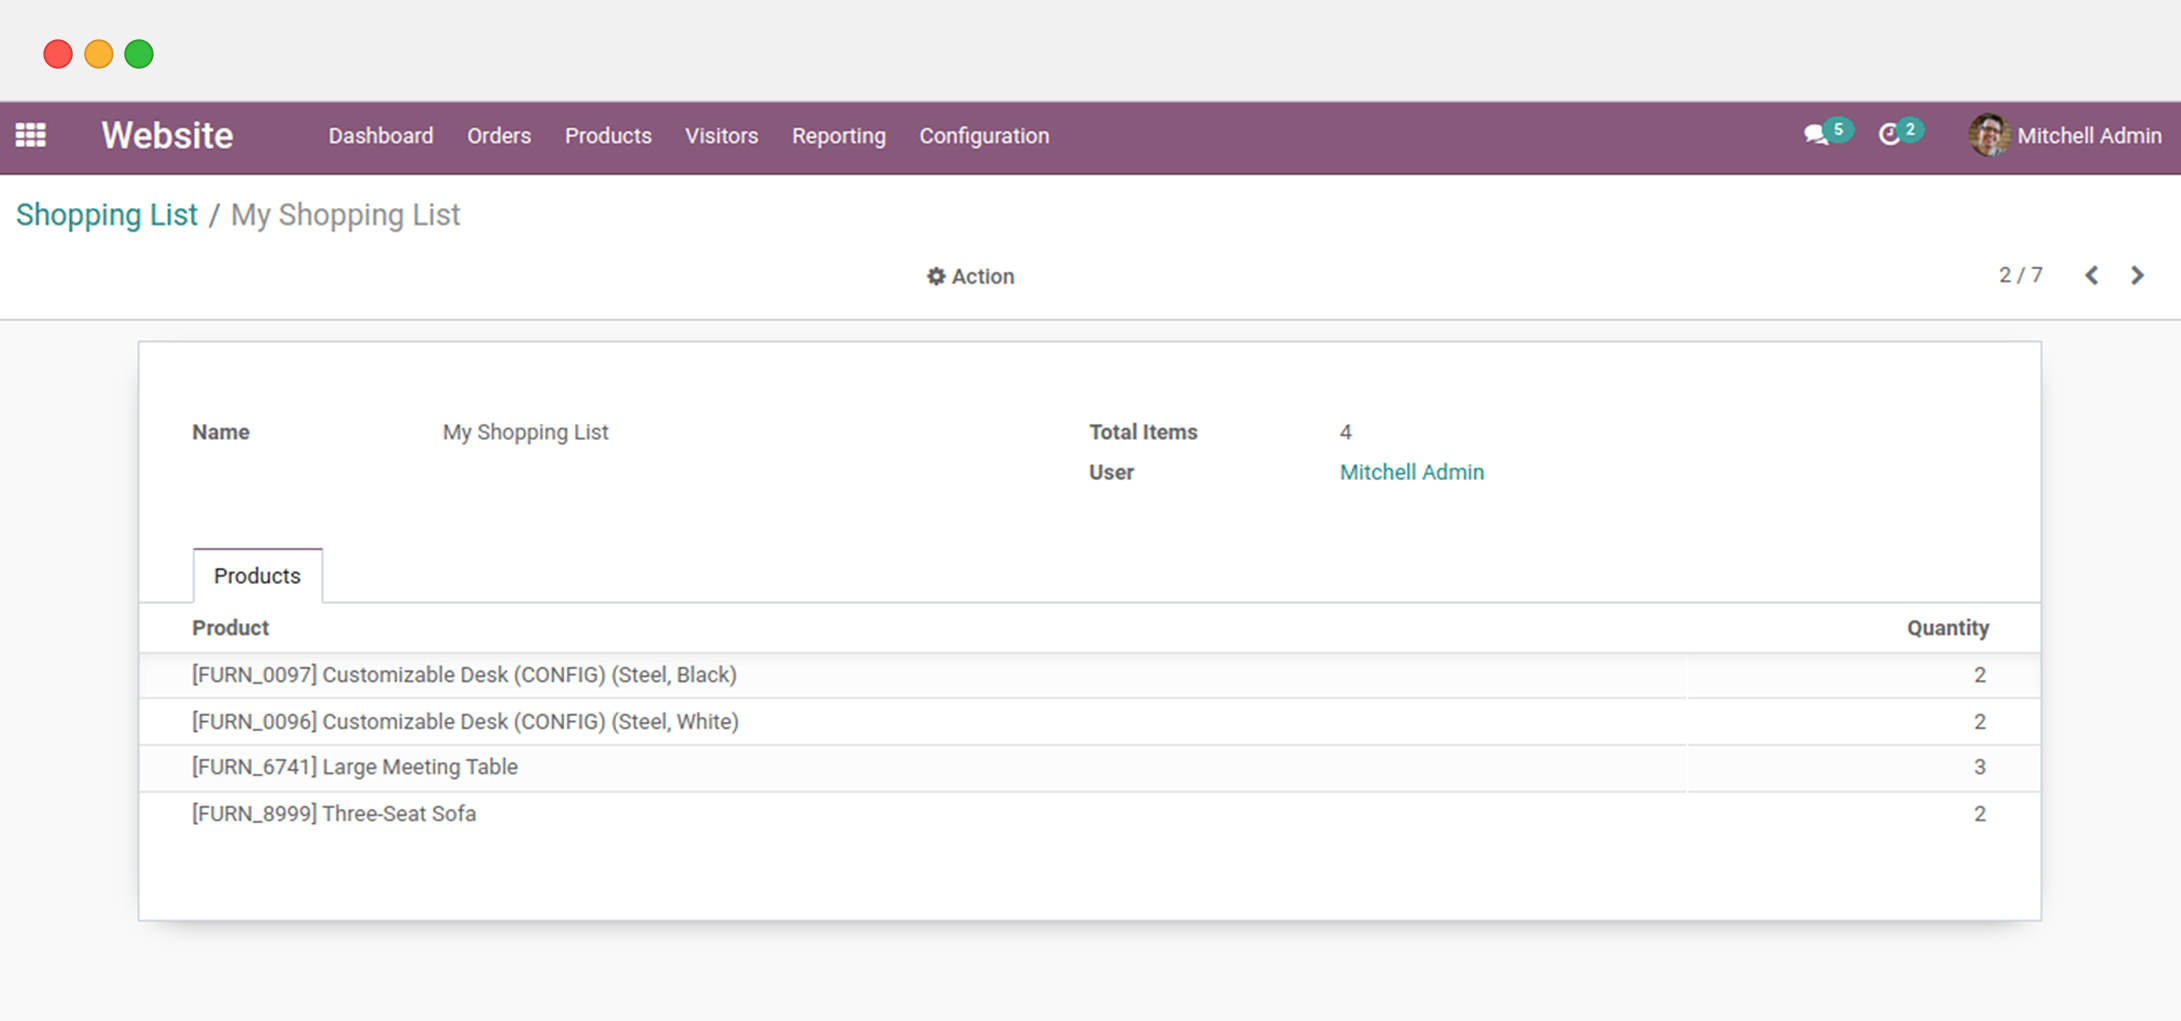 Website Dashboard Orders Products Visitors Reporting Configuration 5 2 Mitchell Admin
Shopping List / My Shopping List
Action 2 / 7
Name My Shopping List Total Items 4
User Mitchell Admin
Products
Product Quantity
[FURN_0097] Customizable Desk (CONFIG) (Steel, Black) 2
[FURN_0096] Customizable Desk (CONFIG) (Steel, White) 2
[FURN_6741] Large Meeting Table 3
[FURN_8999] Three-Seat Sofa 2